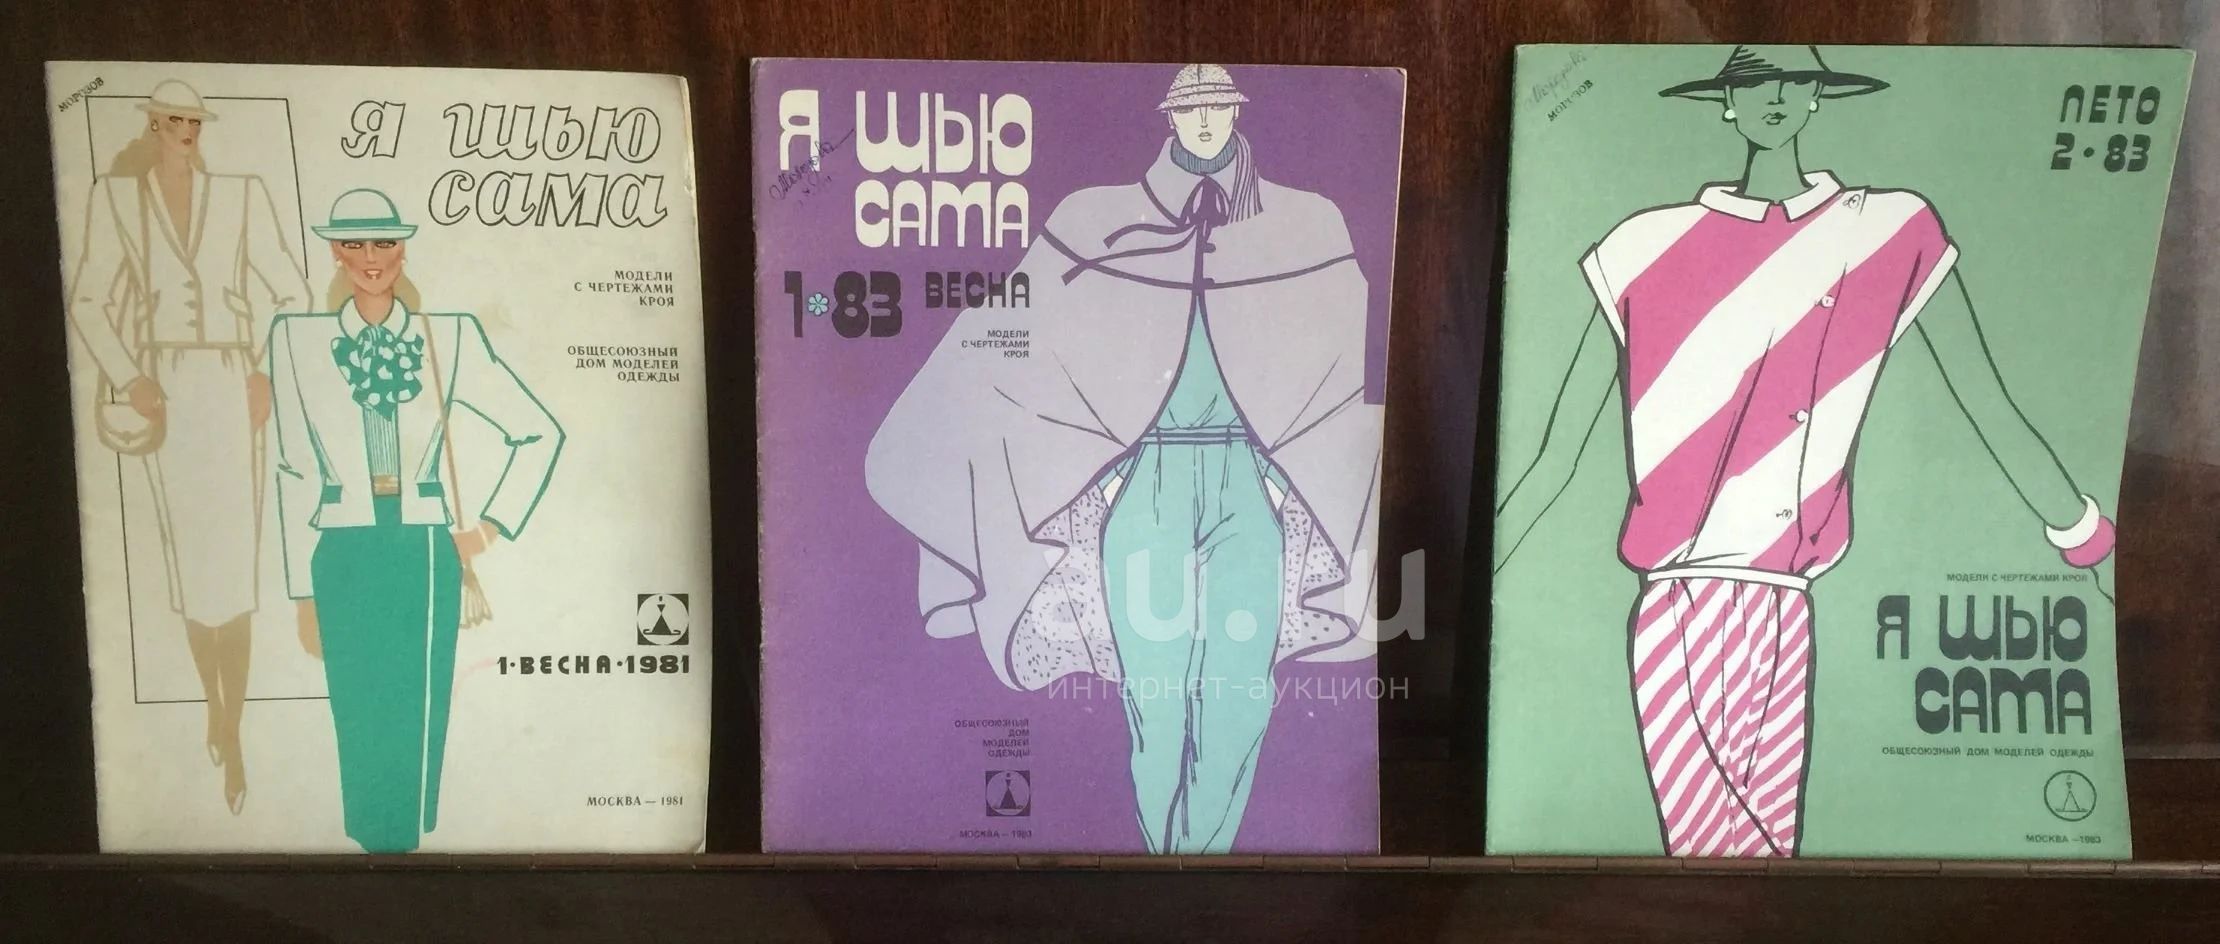 МОРОЗОВ
Я ШЬЮ
САМА
МОДЕЛИ
С ЧЕРТЕЖАМИ
КРОЯ
ОБЩЕСОЮЗНЫЙ
ДОМ МОДЕЛЕЙ
ОДЕЖДЫ
1·ВЕСНА·1981
МОСКВА — 1981
Я ШЬЮ
САМА
1 83 ВЕСНА
МОДЕЛИ
С ЧЕРТЕЖАМИ
КРОЯ
ОБЩЕСОЮЗНЫЙ
ДОМ
МОДЕЛЕЙ
ОДЕЖДЫ
МОСКВА — 1983
au.ru
интернет-аукцион
МОРОЗОВ
ЛЕТО
2·83
МОДЕЛИ С ЧЕРТЕЖАМИ КРОЯ
Я ШЬЮ
САМА
ОБЩЕСОЮЗНЫЙ ДОМ МОДЕЛЕЙ ОДЕЖДЫ
МОСКВА —1983